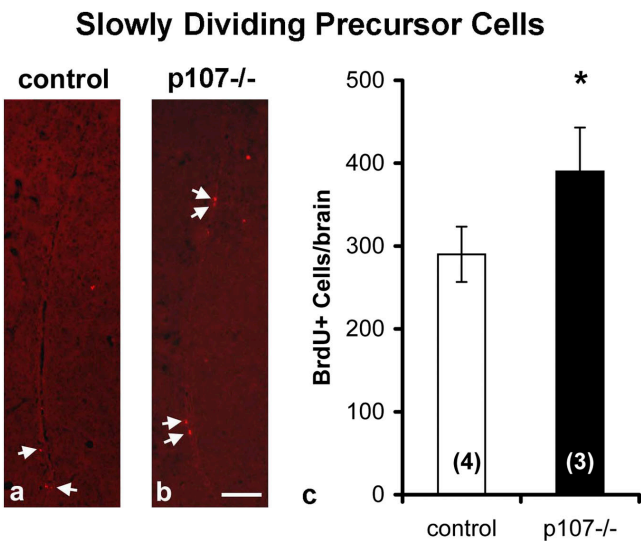 Slowly Dividing Precursor Cells
control
p107-/-
a
b
c
BrdU+ Cells/brain
500
400
300
200
100
0
*
(4)
(3)
control
p107-/-